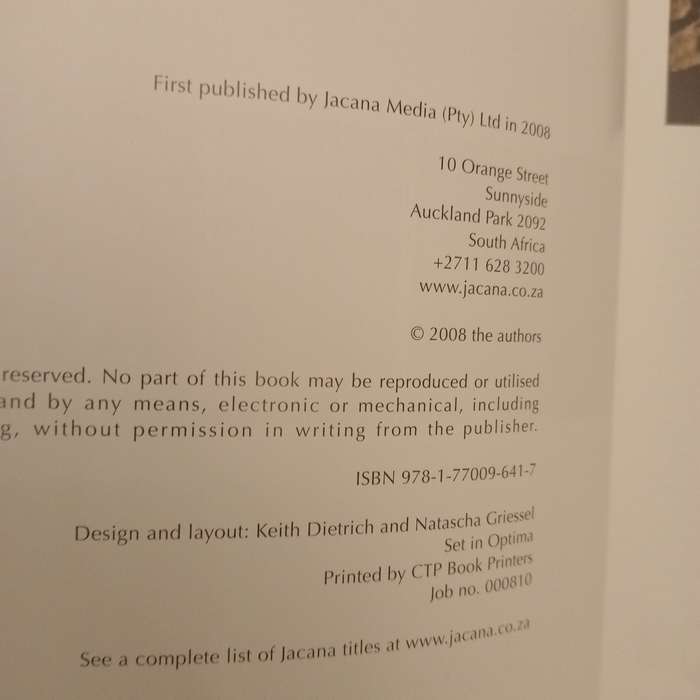 First published by Jacana Media (Pty) Ltd in 2008
10 Orange Street
Sunnyside
Auckland Park 2092
South Africa
+2711 628 3200
www.jacana.co.za
© 2008 the authors
reserved. No part of this book may be reproduced or utilised
and by any means, electronic or mechanical, including
g, without permission in writing from the publisher.
ISBN 978-1-77009-641-7
Design and layout: Keith Dietrich and Natascha Griessel
Set in Optima
Printed by CTP Book Printers
Job no. 000810
See a complete list of Jacana titles at www.jacana.co.za